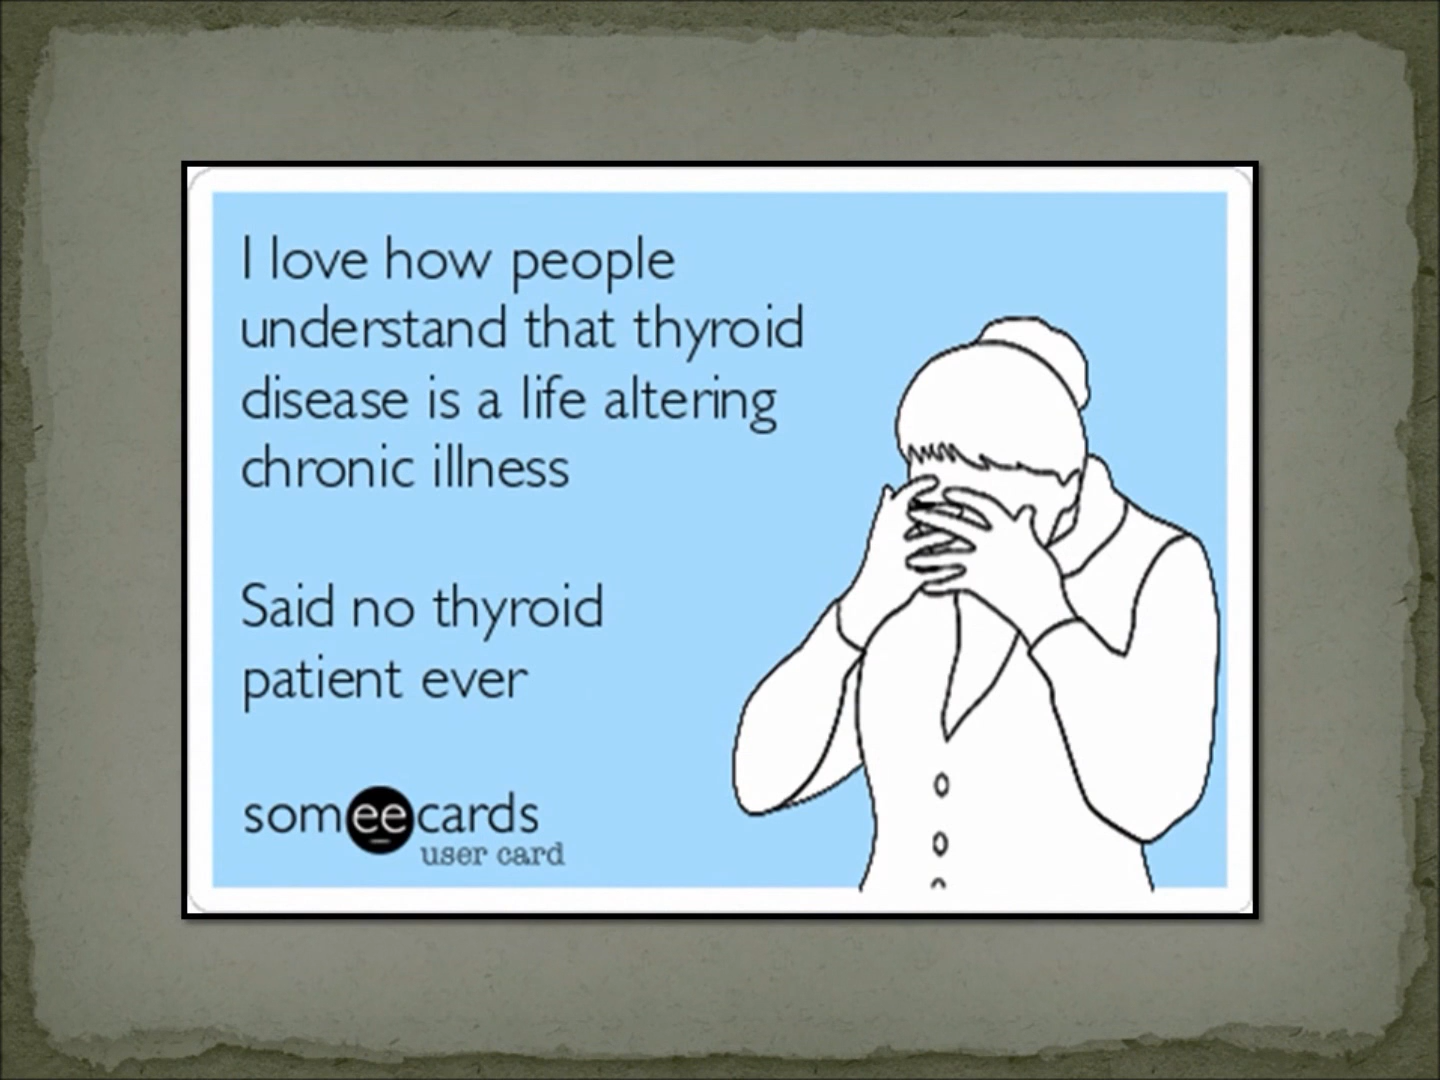 I love how people
understand that thyroid
disease is a life altering
chronic illness
Said no thyroid
patient ever
someecards
user card